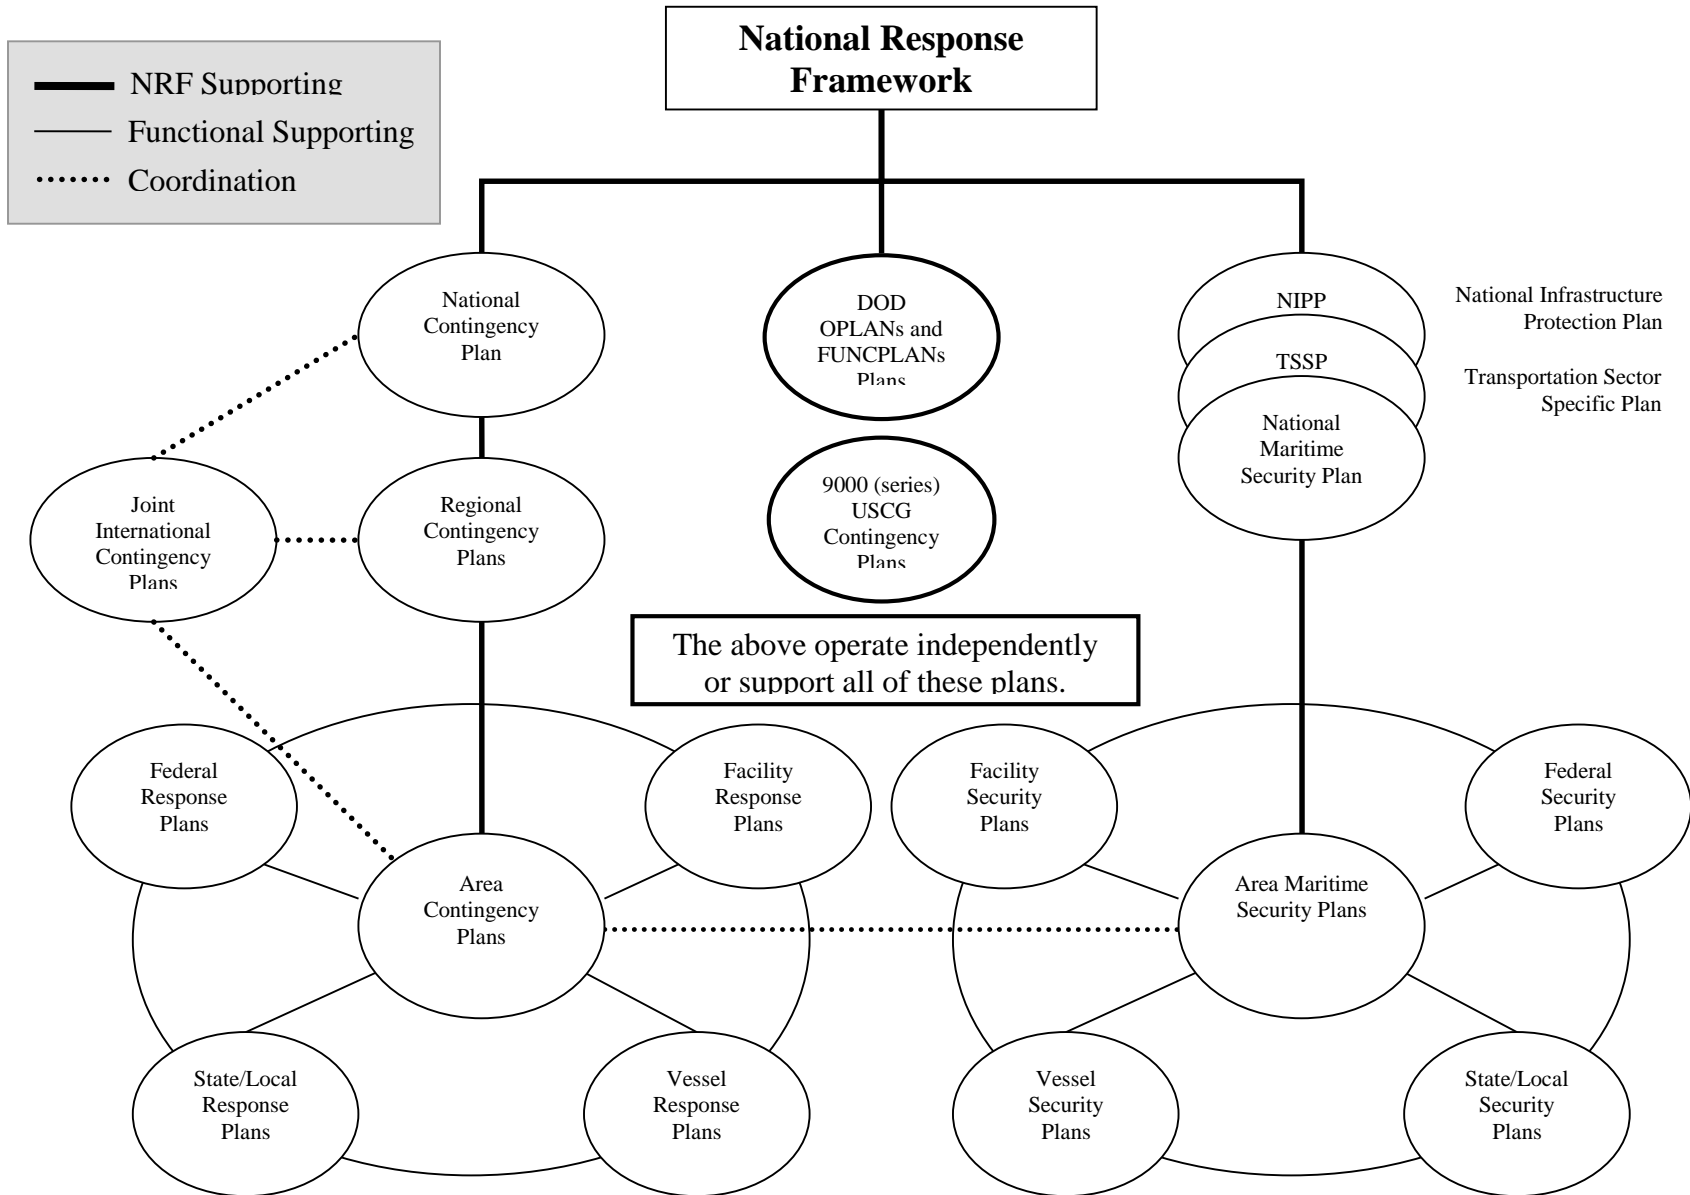 National Response
Framework
NRF Supporting
Functional Supporting
Coordination
National
Contingency
Plan
DOD
OPLANs and
FUNCPLANs
Plans
NIPP
TSSP
National
Maritime
Security Plan
National Infrastructure
Protection Plan
Transportation Sector
Specific Plan
Joint
International
Contingency
Plans
Regional
Contingency
Plans
9000 (series)
USCG
Contingency
Plans
The above operate independently
or support all of these plans.
Federal
Response
Plans
Facility
Response
Plans
Facility
Security
Plans
Federal
Security
Plans
Area
Contingency
Plans
Area Maritime
Security Plans
State/Local
Response
Plans
Vessel
Response
Plans
Vessel
Security
Plans
State/Local
Security
Plans